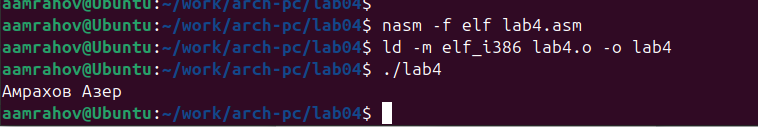 aamrahov@Ubuntu:~/work/arch-pc/lab04$
aamrahov@Ubuntu:~/work/arch-pc/lab04$ nasm -f elf lab4.asm
aamrahov@Ubuntu:~/work/arch-pc/lab04$ ld -m elf_i386 lab4.o -o lab4
aamrahov@Ubuntu:~/work/arch-pc/lab04$ ./lab4
Амрахов Азер
aamrahov@Ubuntu:~/work/arch-pc/lab04$